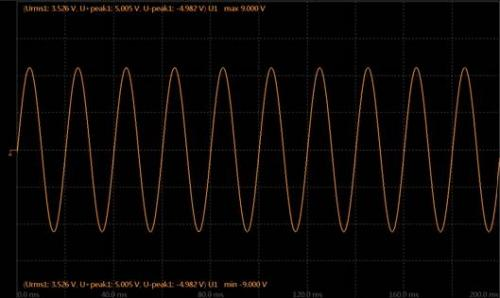 (Urms1: 3.526 V, U+peak1: 5.005 V, U-peak1: -4.982 V) U1 max 9.000 V
(Urms1: 3.526 V, U+peak1: 5.005 V, U-peak1: -4.982 V) U1 min -9.000 V
0.0 ms 40.0 ms 80.0 ms 120.0 ms 160.0 ms 200.0 ms